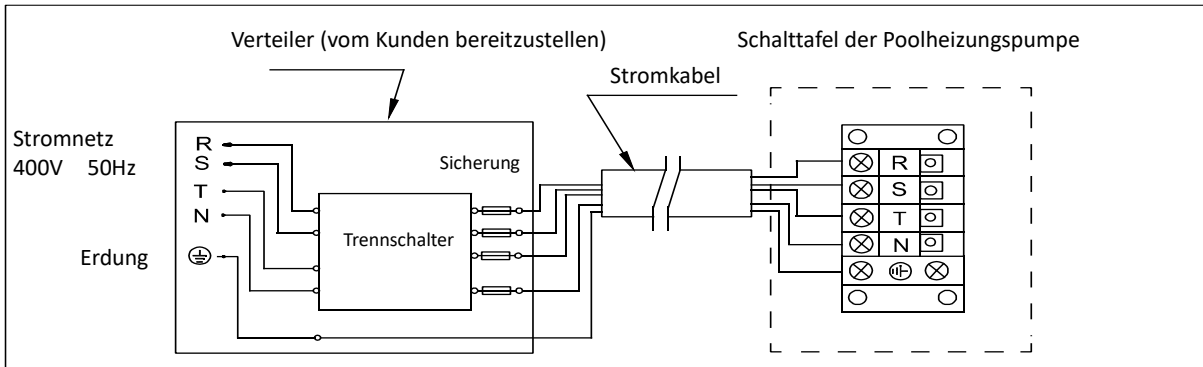 Verteiler (vom Kunden bereitzustellen)
Schalttafel der Poolheizungspumpe
Stromkabel
Stromnetz
400V 50Hz
Erdung
R
S
T
N
Sicherung
Trennschalter
R
S
T
N